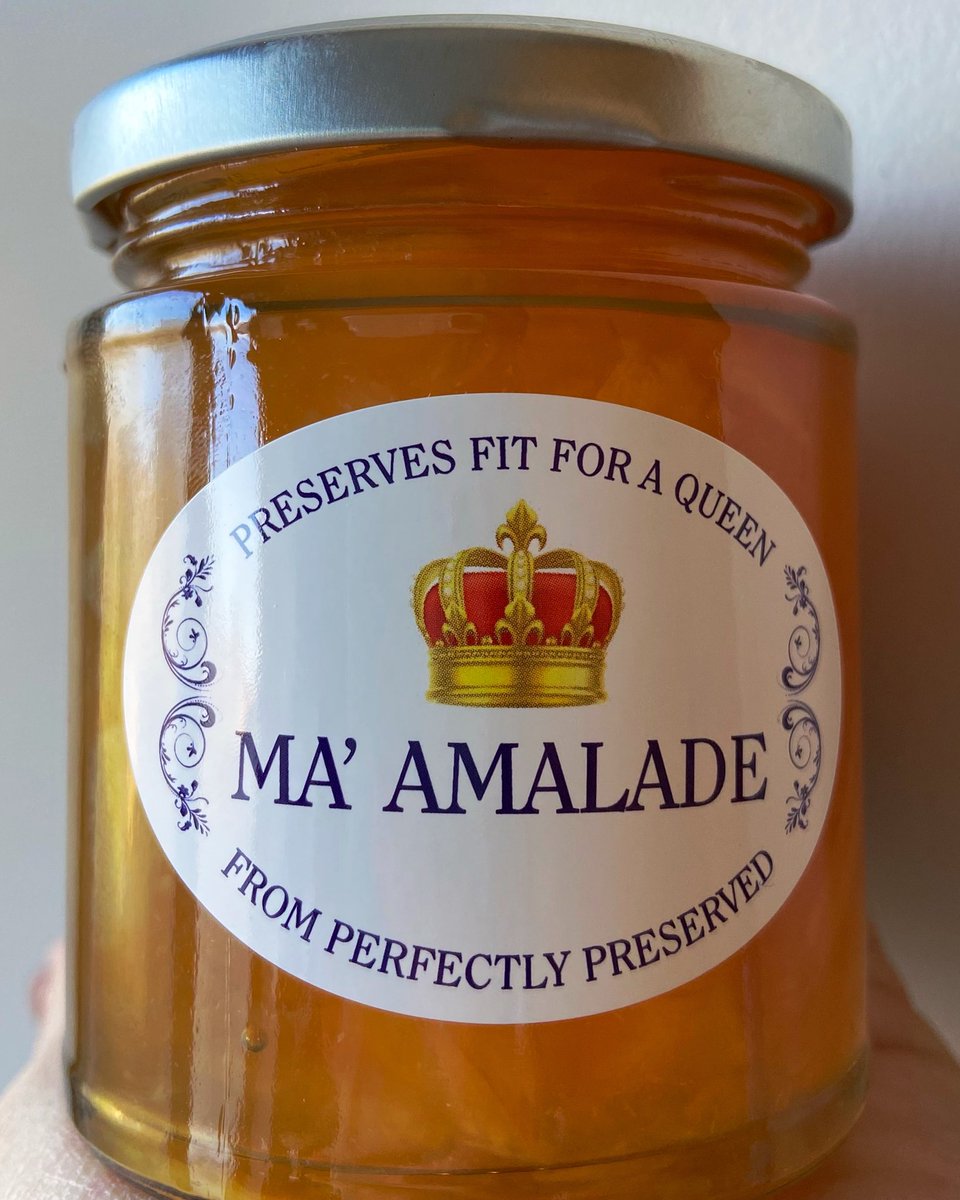 PRESERVES FIT FOR A QUEEN
MA’ AMALADE
FROM PERFECTLY PRESERVED